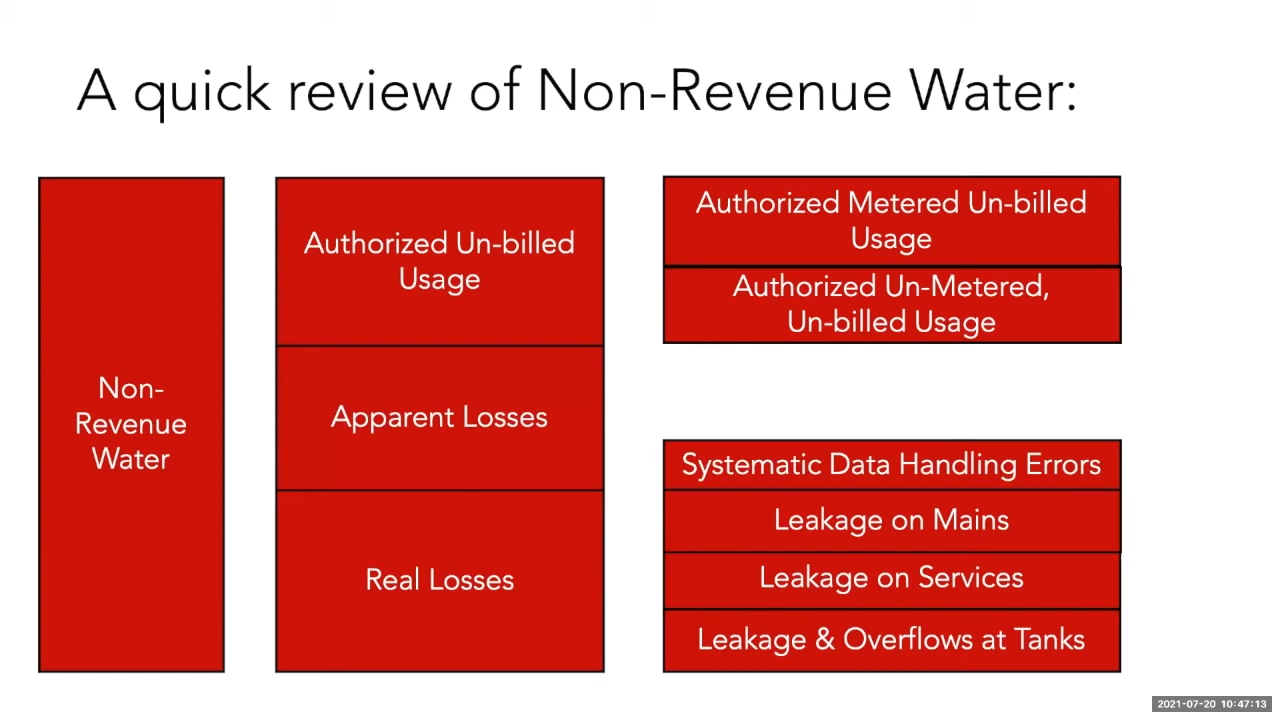 A quick review of Non-Revenue Water:
Non-
Revenue
Water
Authorized Un-billed
Usage
Apparent Losses
Real Losses
Authorized Metered Un-billed
Usage
Authorized Un-Metered,
Un-billed Usage
Systematic Data Handling Errors
Leakage on Mains
Leakage on Services
Leakage & Overflows at Tanks
2021-07-20 10:47:13